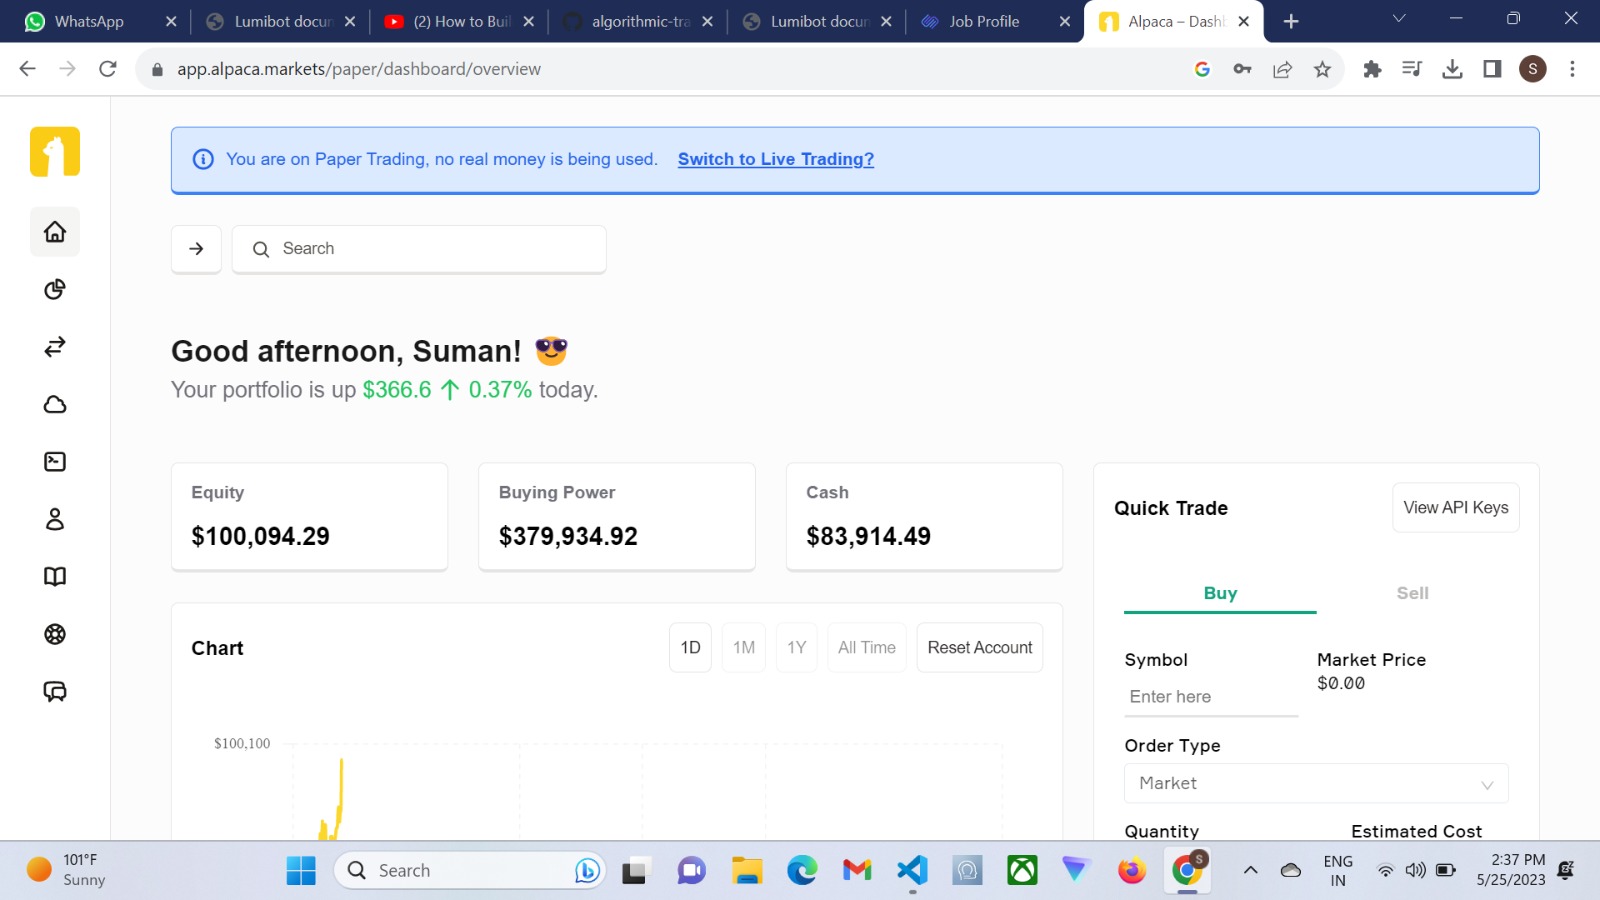 WhatsApp
Lumibot docun
(2) How to Buil
algorithmic-tra
Lumibot docun
Job Profile
Alpaca – Dashb
app.alpaca.markets/paper/dashboard/overview
S
You are on Paper Trading, no real money is being used. Switch to Live Trading?
Search
Good afternoon, Suman!
Your portfolio is up $366.6 ↑ 0.37% today.
Equity
$100,094.29
Buying Power
$379,934.92
Cash
$83,914.49
Quick Trade
View API Keys
Buy
Sell
Symbol
Enter here
Market Price
$0.00
Order Type
Market
Quantity
Estimated Cost
Chart
1D
1M
1Y
All Time
Reset Account
$100,100
101°F
Sunny
Search
S
ENG
IN
2:37 PM
5/25/2023